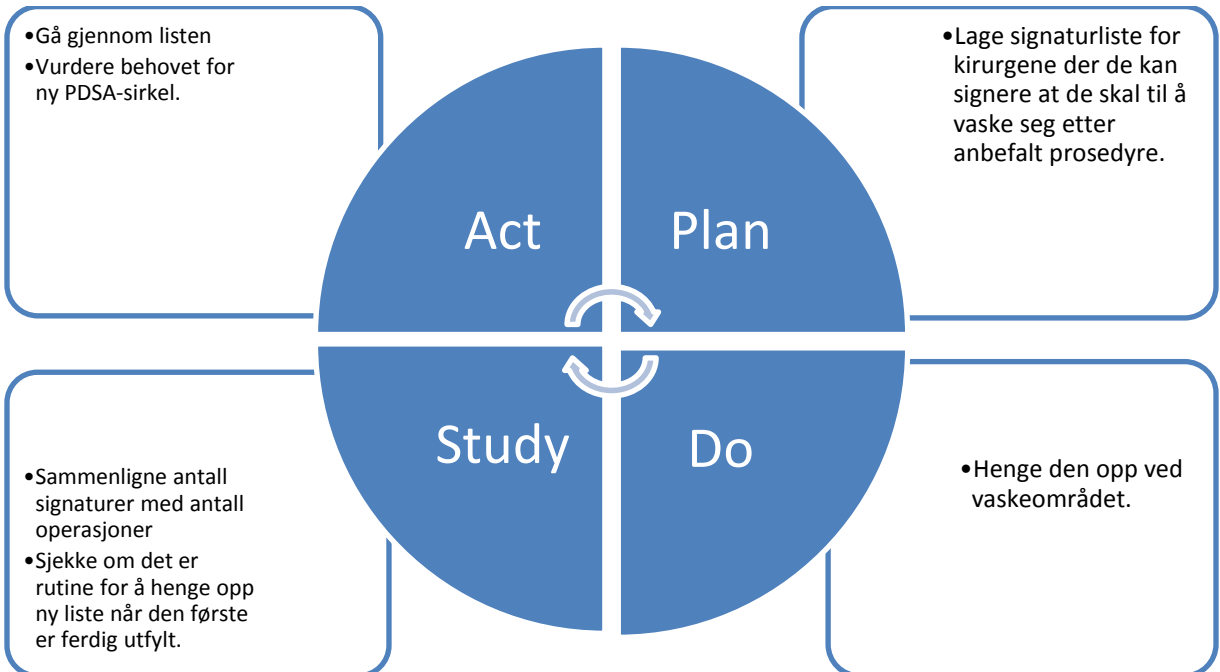 •Gå gjennom listen
•Vurdere behovet for
ny PDSA-sirkel.
•Lage signaturliste for
kirurgene der de kan
signere at de skal til å
vaske seg etter
anbefalt prosedyre.
Act
Plan
Study
Do
•Sammenligne antall
signaturer med antall
operasjoner
•Sjekke om det er
rutine for å henge opp
ny liste når den første
er ferdig utfylt.
•Henge den opp ved
vaskeområdet.